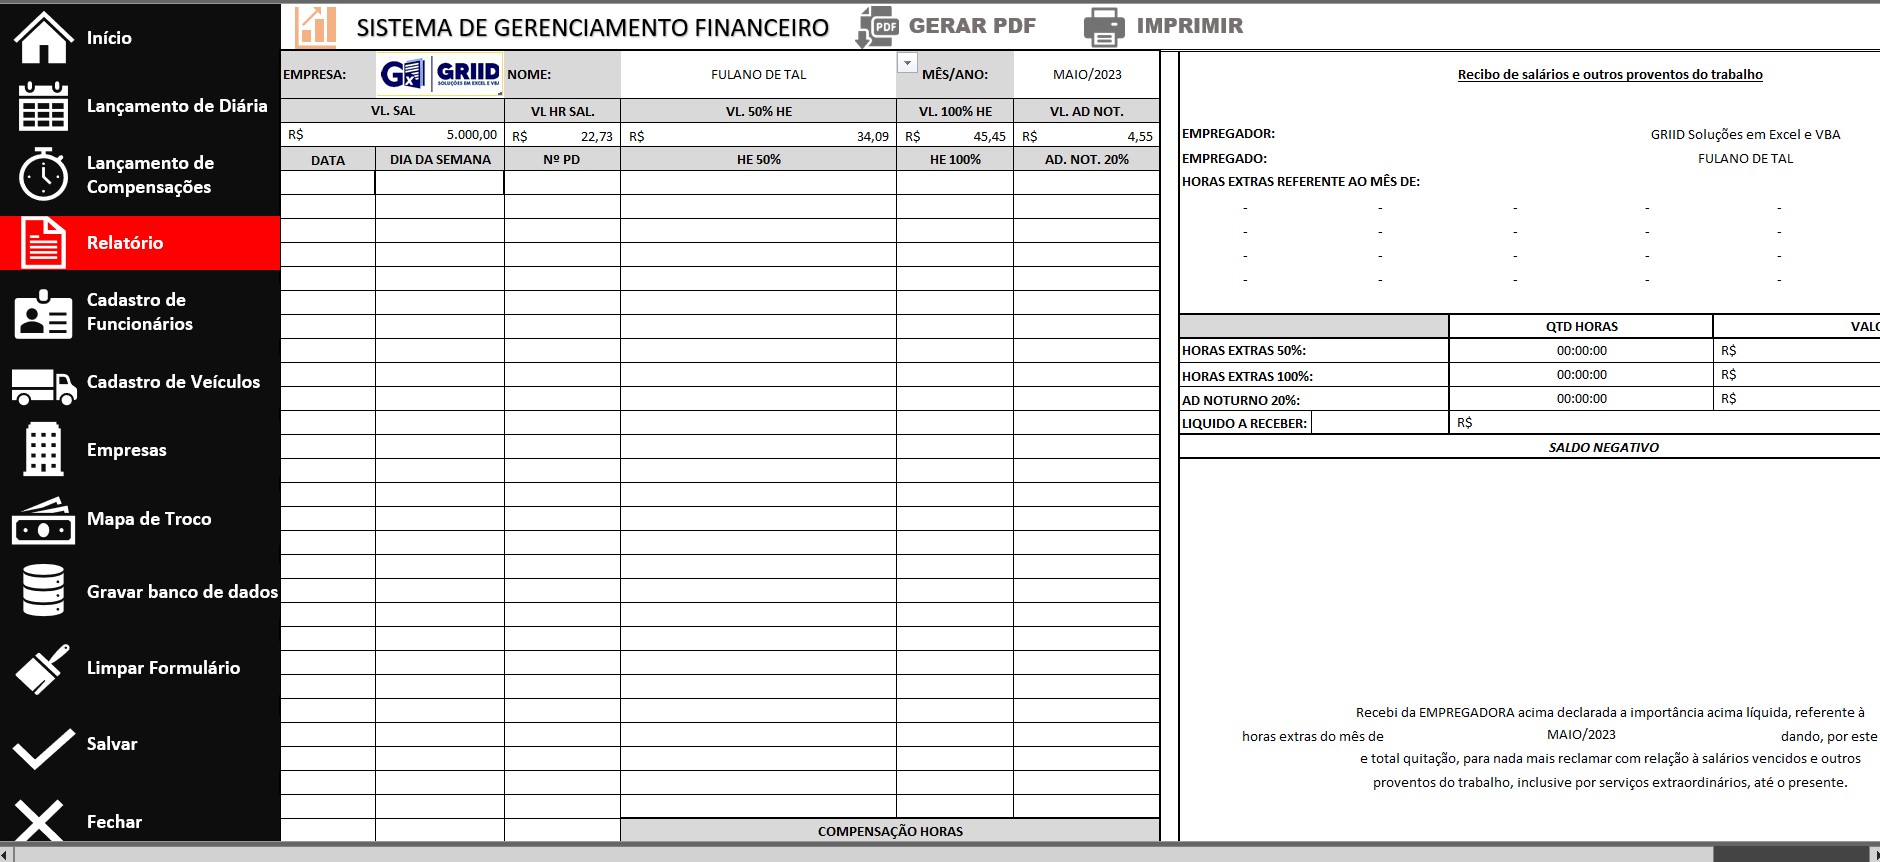 Início
Lançamento de Diária
Lançamento de
Compensações
Relatório
Cadastro de
Funcionários
Cadastro de Veículos
Empresas
Mapa de Troco
Gravar banco de dados
Limpar Formulário
Salvar
Fechar
SISTEMA DE GERENCIAMENTO FINANCEIRO
PDF GERAR PDF
IMPRIMIR
EMPRESA: GX GRIID NOME: FULANO DE TAL MÊS/ANO: MAIO/2023
SOLUÇÕES EM EXCEL E VBA
VL. SAL VL HR SAL. VL. 50% HE VL. 100% HE VL. AD NOT.
R$ 5.000,00 R$ 22,73 R$ 34,09 R$ 45,45 R$ 4,55
DATA DIA DA SEMANA Nº PD HE 50% HE 100% AD. NOT. 20%
COMPENSAÇÃO HORAS
Recibo de salários e outros proventos do trabalho
EMPREGADOR: GRIID Soluções em Excel e VBA
EMPREGADO: FULANO DE TAL
HORAS EXTRAS REFERENTE AO MÊS DE:
- - - - -
- - - - -
- - - - -
- - - - -
QTD HORAS VALO
HORAS EXTRAS 50%: 00:00:00 R$
HORAS EXTRAS 100%: 00:00:00 R$
AD NOTURNO 20%: 00:00:00 R$
LIQUIDO A RECEBER: R$
SALDO NEGATIVO
Recebi da EMPREGADORA acima declarada a importância acima líquida, referente à
horas extras do mês de MAIO/2023 dando, por este
e total quitação, para nada mais reclamar com relação à salários vencidos e outros
proventos do trabalho, inclusive por serviços extraordinários, até o presente.